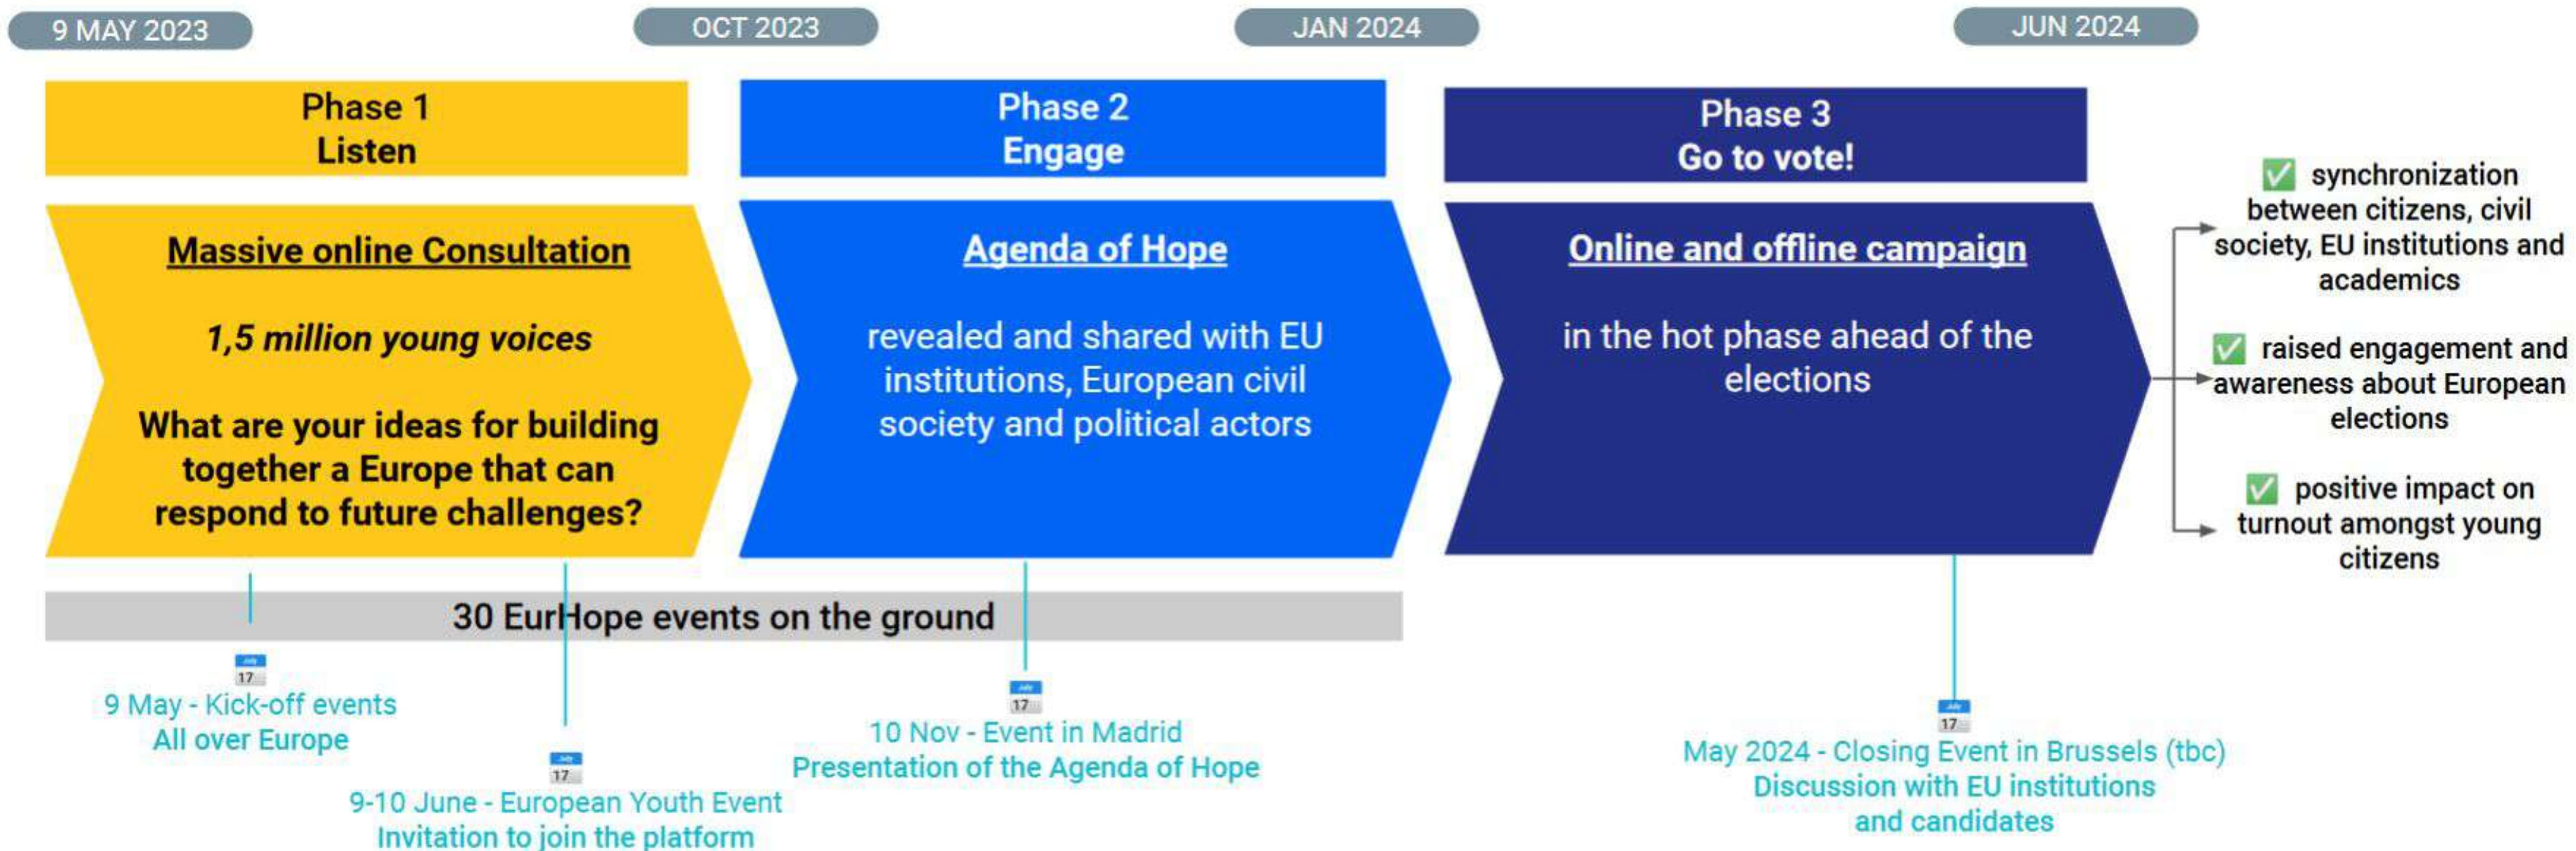 9 MAY 2023
OCT 2023
JAN 2024
JUN 2024
Phase 1
Listen
Massive online Consultation
1,5 million young voices
What are your ideas for building
together a Europe that can
respond to future challenges?
Phase 2
Engage
Agenda of Hope
revealed and shared with EU
institutions, European civil
society and political actors
Phase 3
Go to vote!
Online and offline campaign
in the hot phase ahead of the
elections
✅ synchronization
between citizens, civil
society, EU institutions and
academics
✅ raised engagement and
awareness about European
elections
✅ positive impact on
turnout amongst young
citizens
30 EurHope events on the ground
July
17
9 May - Kick-off events
All over Europe
July
17
9-10 June - European Youth Event
Invitation to join the platform
July
17
10 Nov - Event in Madrid
Presentation of the Agenda of Hope
July
17
May 2024 - Closing Event in Brussels (tbc)
Discussion with EU institutions
and candidates